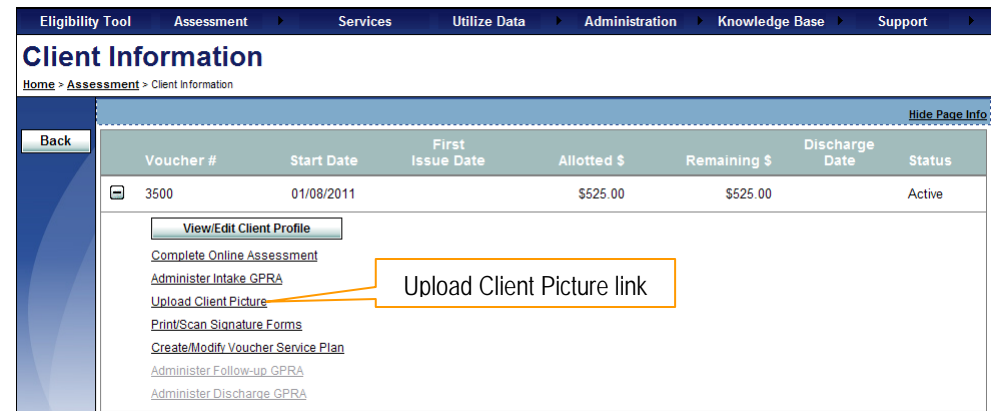 Eligibility Tool Assessment Services Utilize Data Administration Knowledge Base Support
Client Information
Home > Assessment > Client Information
Hide Page Info
Back
Voucher # Start Date First Issue Date Allotted $ Remaining $ Discharge Date Status
3500 01/08/2011 $525.00 $525.00 Active
View/Edit Client Profile
Complete Online Assessment
Administer Intake GPRA
Upload Client Picture
Upload Client Picture link
Print/Scan Signature Forms
Create/Modify Voucher Service Plan
Administer Follow-up GPRA
Administer Discharge GPRA